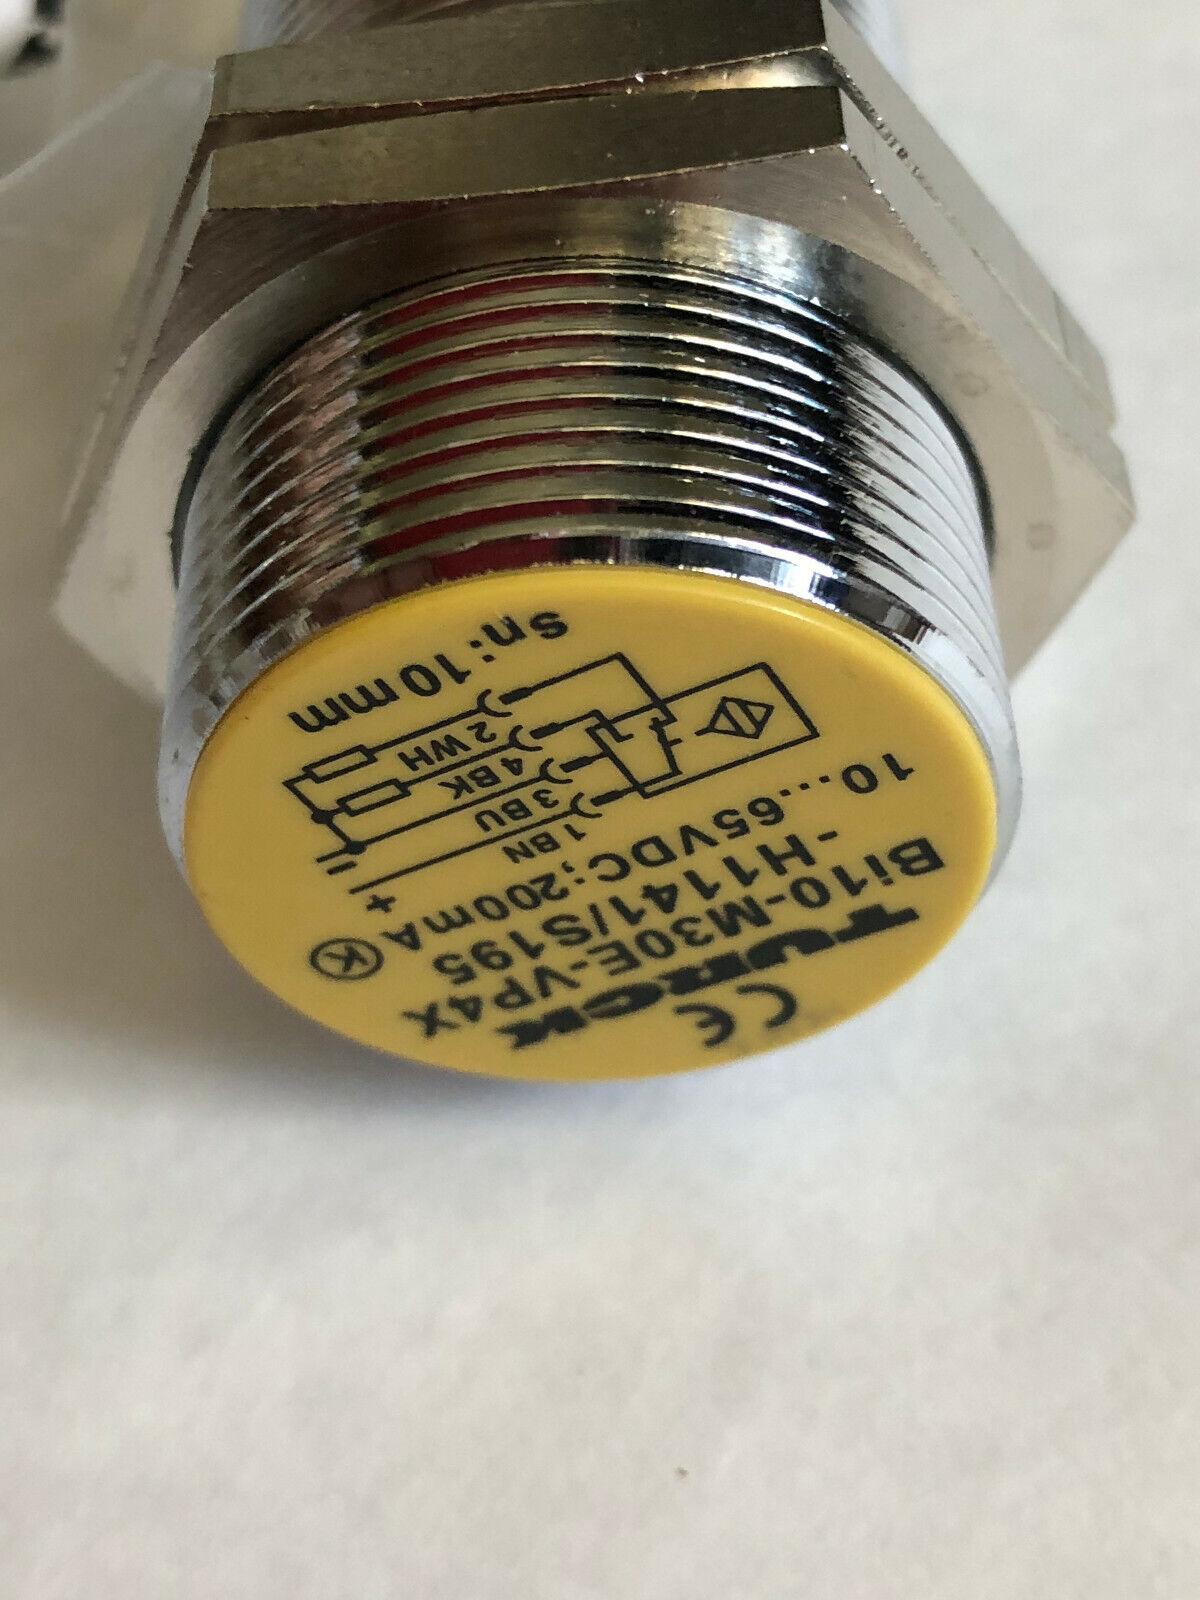 CE
TURCK
Bi10-M30E-VP4X
-H1141/S195
10...65VDC;200mA K
1 BN +
3 BU
4 BK
2 WH
Sn: 10mm